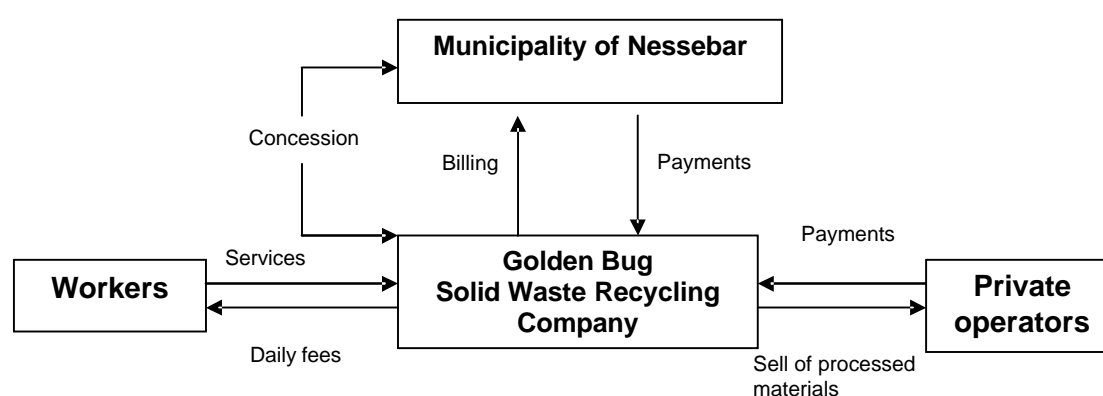 Municipality of Nessebar
Concession
Billing
Payments
Payments
Services
Golden Bug
Solid Waste Recycling
Company
Workers
Private
operators
Daily fees
Sell of processed
materials